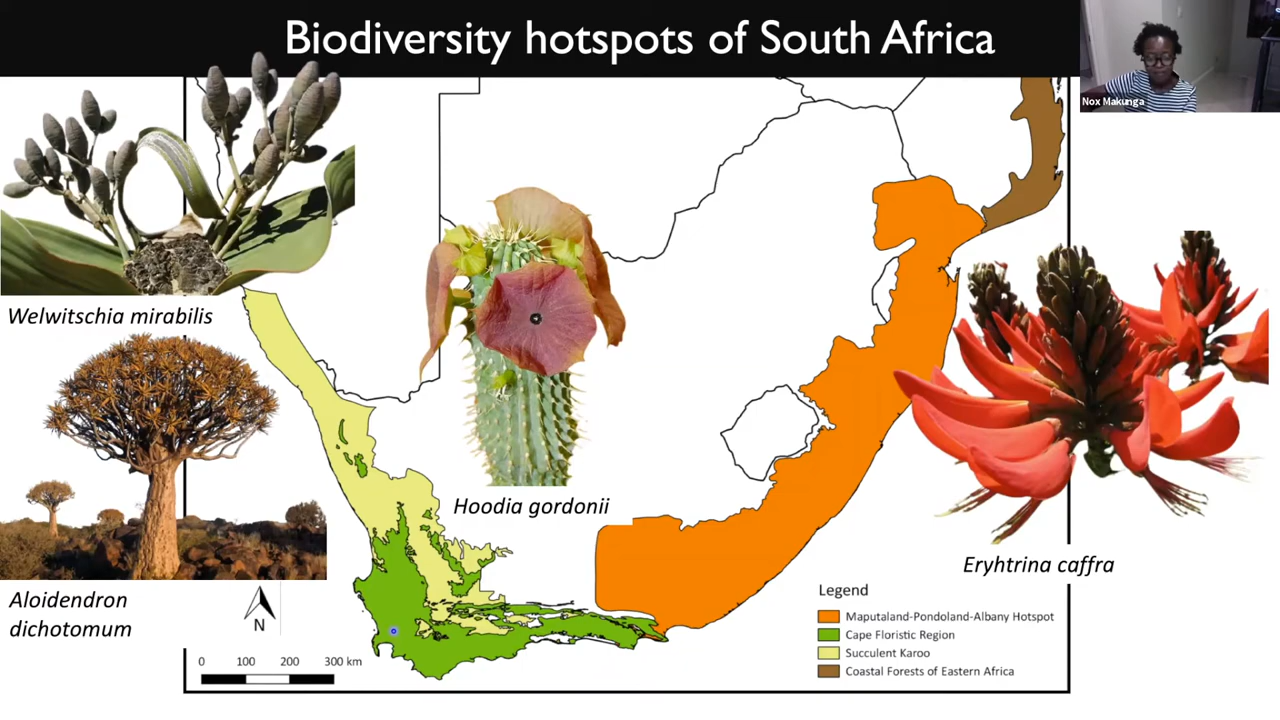 Biodiversity hotspots of South Africa
Nox Makunga
Welwitschia mirabilis
Hoodia gordonii
Aloidendron
dichotomum
Eryhtrina caffra
N
0 100 200 300 km
Legend
Maputaland-Pondoland-Albany Hotspot
Cape Floristic Region
Succulent Karoo
Coastal Forests of Eastern Africa